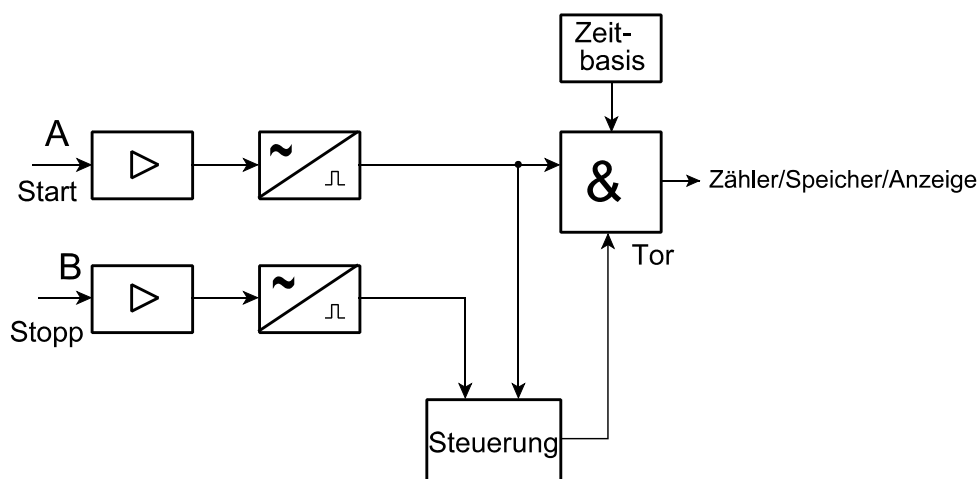 Zeit-
basis
A
Start
&
Zähler/Speicher/Anzeige
Tor
B
Stopp
Steuerung